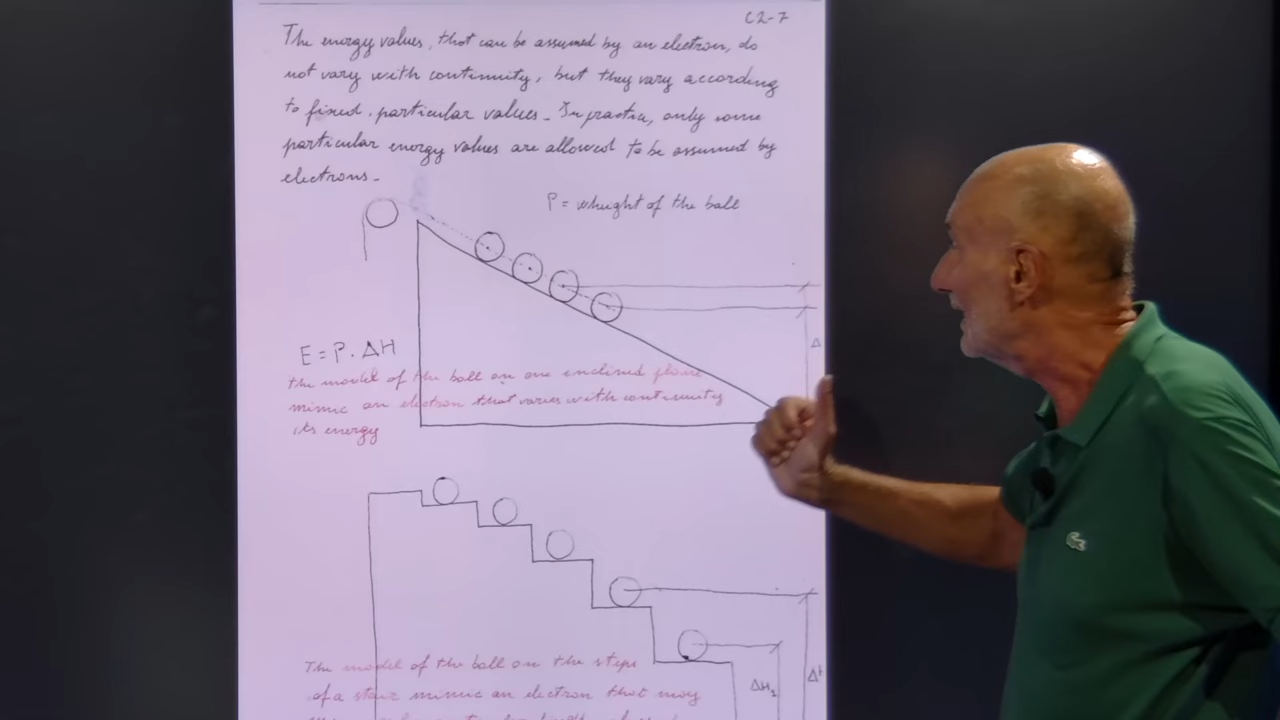 C2-7
The energy values, that can be assumed by an electron, do
not vary with continuity, but they vary according
to fixed, particular values. In practice, only some
particular energy values are allowed to be assumed by
electrons.
P = wheight of the ball
Δ
E = P. ΔH
the model of the ball on one inclined plane
mimic an electron that varies with continuity
its energy
The model of the ball on the steps
of a stair mimic an electron that may
ΔH₁